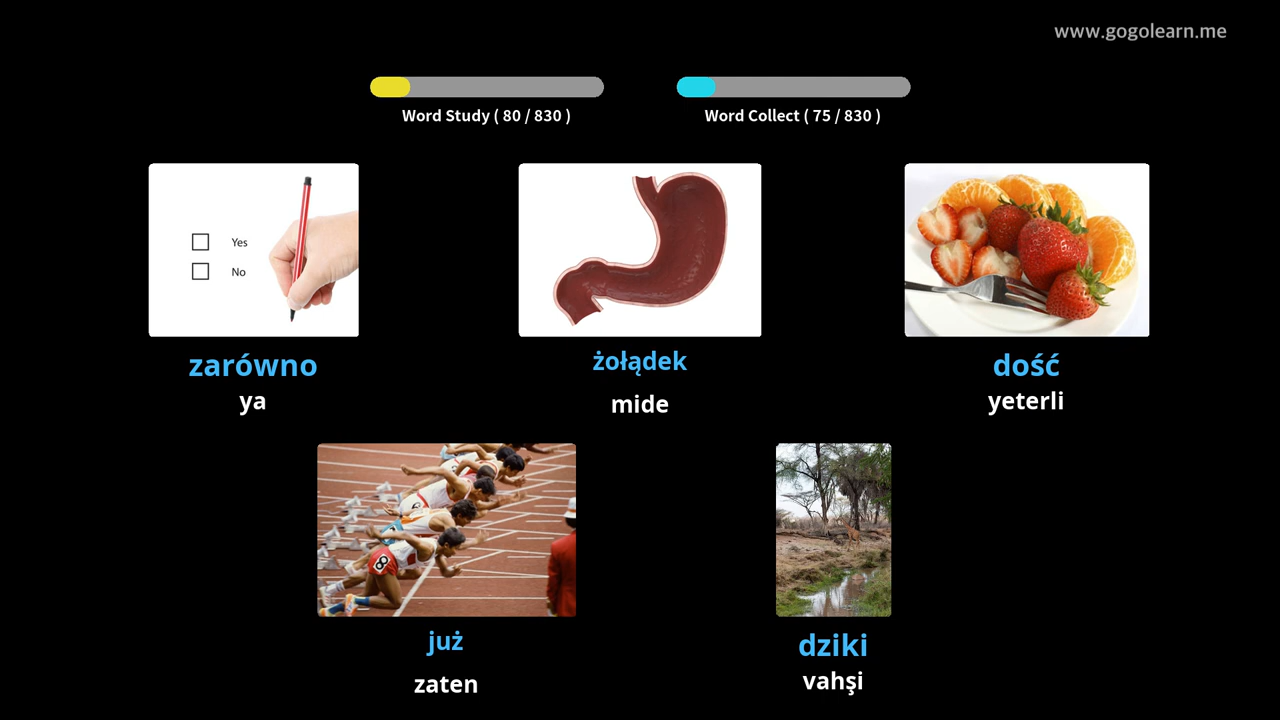 www.gogolearn.me
Word Study ( 80 / 830 )
Word Collect ( 75 / 830 )
Yes
No
zarówno
ya
żołądek
mide
dość
yeterli
8
już
zaten
dziki
vahşi